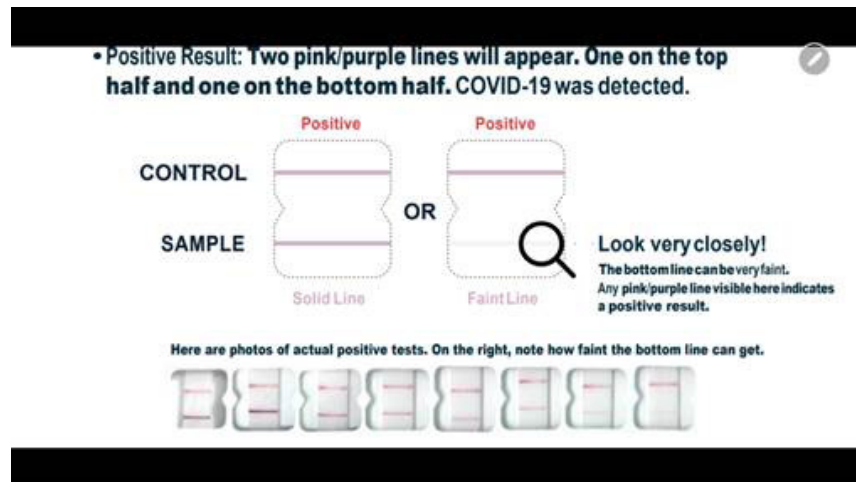 • Positive Result: Two pink/purple lines will appear. One on the top
half and one on the bottom half. COVID-19 was detected.
Positive Positive
CONTROL
OR
SAMPLE
Look very closely!
The bottom line can be very faint.
Any pink/purple line visible here indicates
a positive result.
Solid Line Faint Line
Here are photos of actual positive tests. On the right, note how faint the bottom line can get.